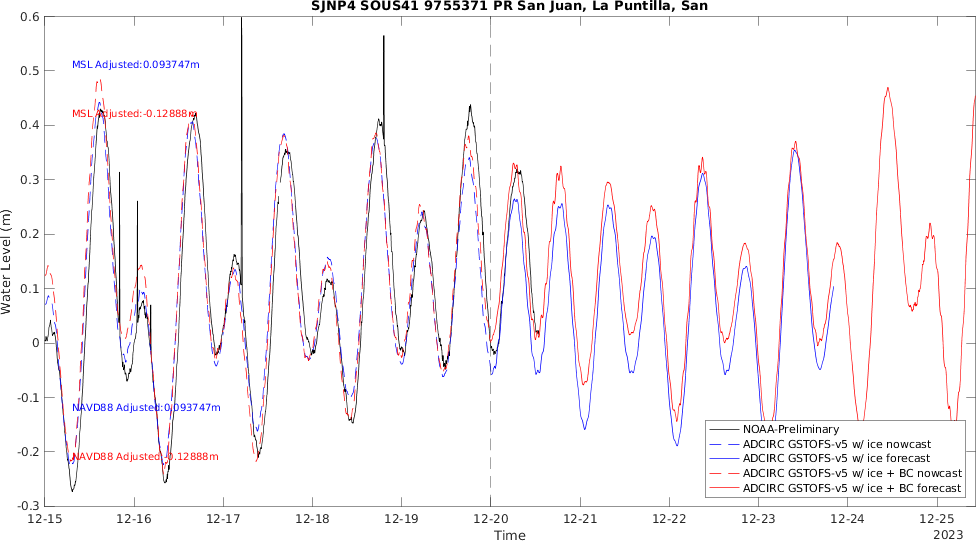 SJNP4 SOUS41 9755371 PR San Juan, La Puntilla, San
0.6
MSL Adjusted:0.093747m
0.5
MSL Adjusted:-0.12888m
0.4
0.3
0.2
Water Level (m)
0.1
0
-0.1
NAVD88 Adjusted:0.093747m
-0.2
NAVD88 Adjusted:-0.12888m
-0.3
NOAA-Preliminary
ADCIRC GSTOFS-v5 w/ ice nowcast
ADCIRC GSTOFS-v5 w/ ice forecast
ADCIRC GSTOFS-v5 w/ ice + BC nowcast
ADCIRC GSTOFS-v5 w/ ice + BC forecast
12-15 12-16 12-17 12-18 12-19 12-20 12-21 12-22 12-23 12-24 12-25
Time
2023